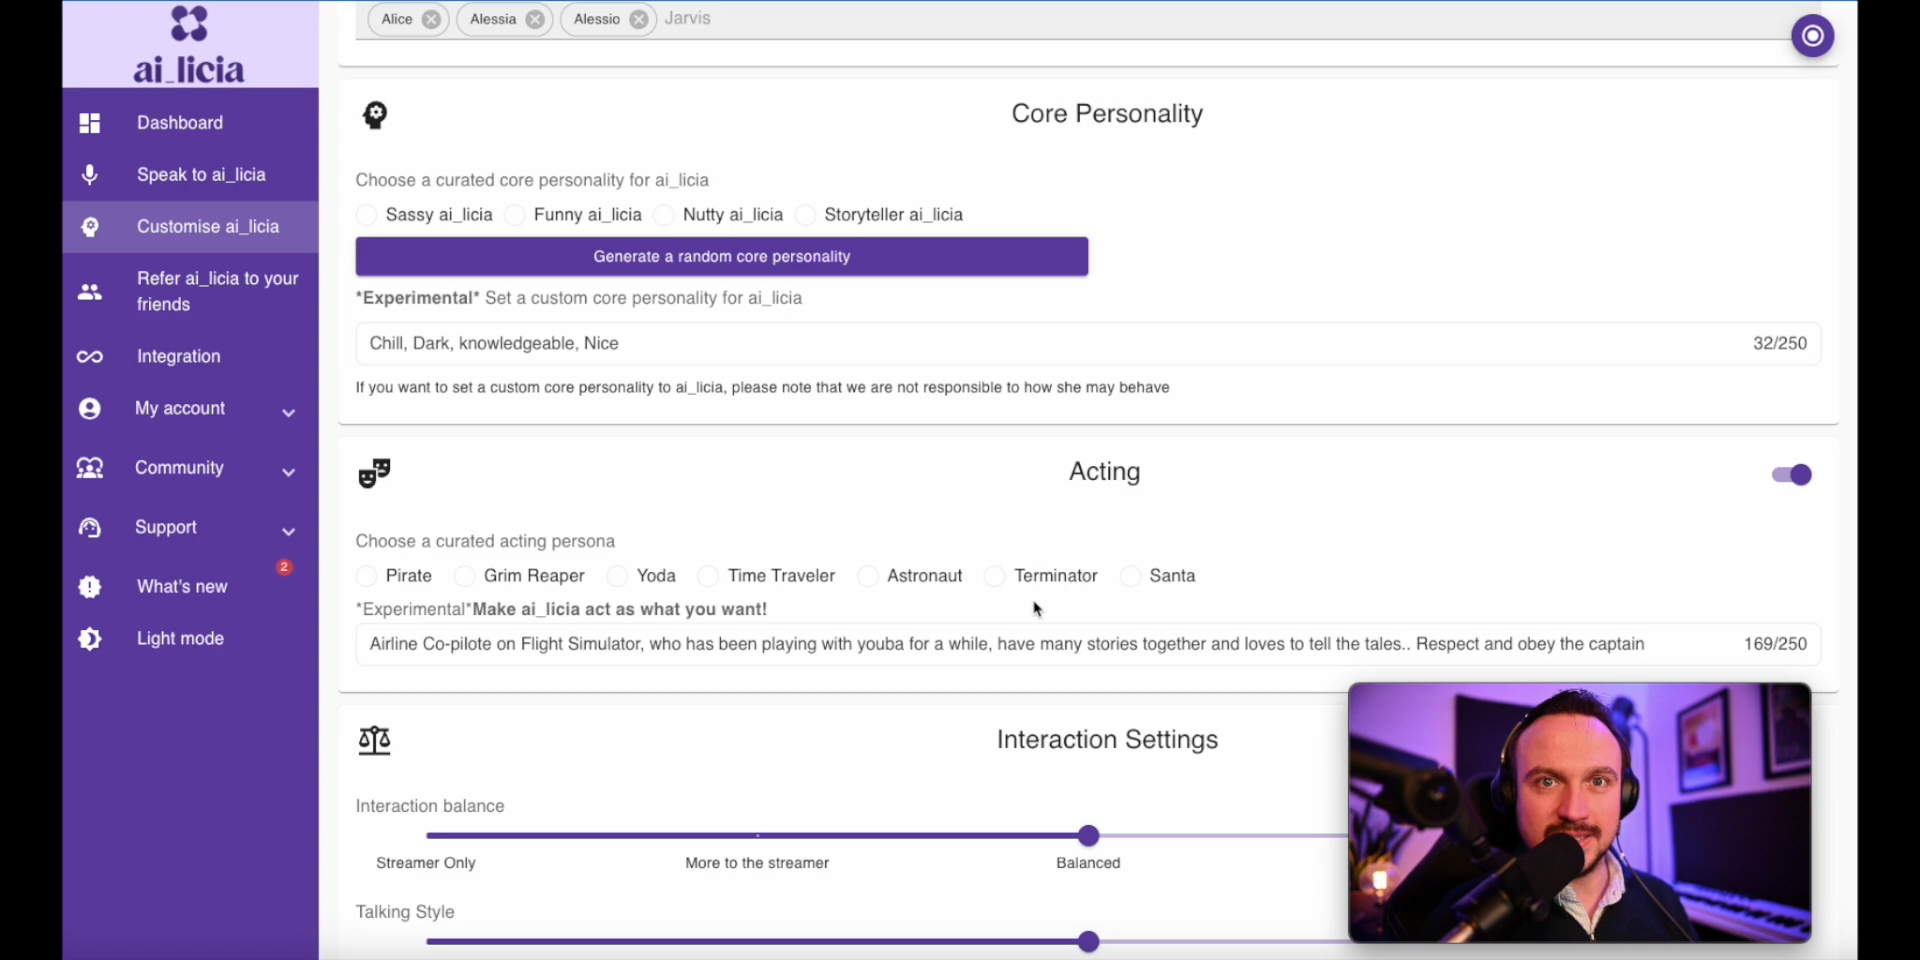 Alice Alessia Alessio Jarvis
ai_licia
Dashboard
Speak to ai_licia
Customise ai_licia
Refer ai_licia to your
friends
Integration
My account
Community
Support
2
What's new
Light mode
Core Personality
Choose a curated core personality for ai_licia
Sassy ai_licia Funny ai_licia Nutty ai_licia Storyteller ai_licia
Generate a random core personality
*Experimental* Set a custom core personality for ai_licia
Chill, Dark, knowledgeable, Nice 32/250
If you want to set a custom core personality to ai_licia, please note that we are not responsible to how she may behave
Acting
Choose a curated acting persona
Pirate Grim Reaper Yoda Time Traveler Astronaut Terminator Santa
*Experimental*Make ai_licia act as what you want!
Airline Co-pilote on Flight Simulator, who has been playing with youba for a while, have many stories together and loves to tell the tales.. Respect and obey the captain 169/250
Interaction Settings
Interaction balance
Streamer Only More to the streamer Balanced
Talking Style